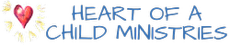 HEART OF A
CHILD MINISTRIES